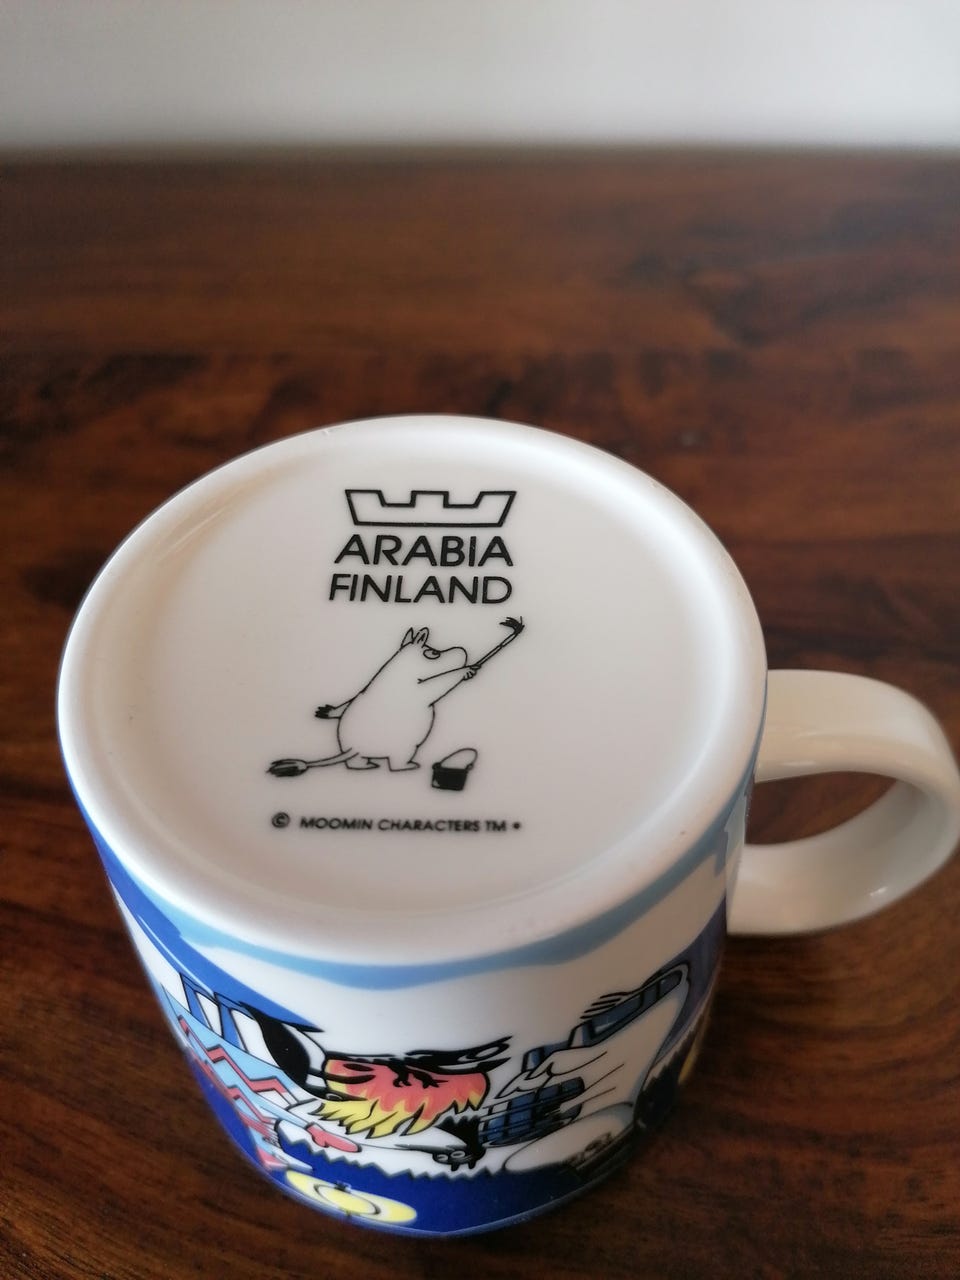 ARABIA
FINLAND
© MOOMIN CHARACTERS TM •